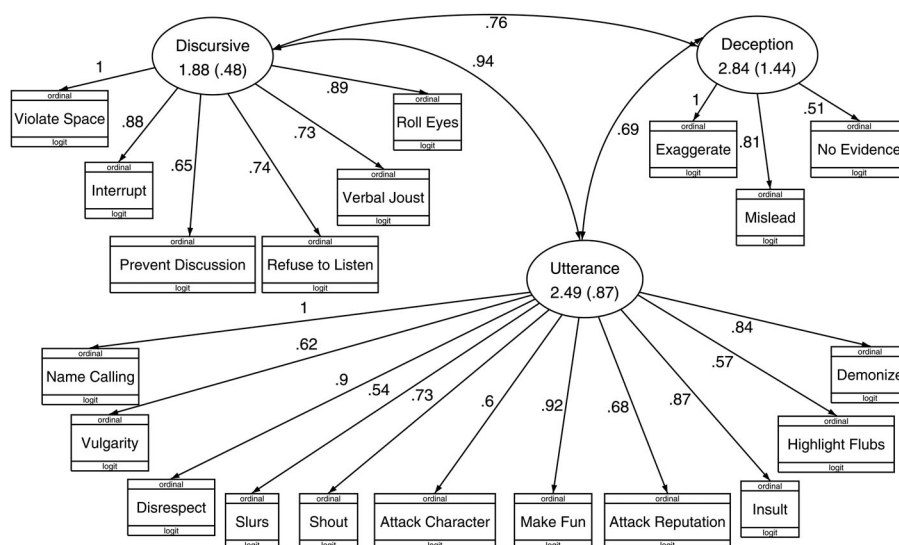 Discursive
1.88 (.48)
.76
.94
Deception
2.84 (1.44)
1
.88
.65
.74
.73
.89
.69
1
.81
.51
ordinal
Violate Space
logit
ordinal
Interrupt
logit
ordinal
Prevent Discussion
logit
ordinal
Refuse to Listen
logit
ordinal
Verbal Joust
logit
ordinal
Roll Eyes
logit
ordinal
Exaggerate
logit
ordinal
Mislead
logit
ordinal
No Evidence
logit
Utterance
2.49 (.87)
1
.62
.9
.54
.73
.6
.92
.68
.87
.57
.84
ordinal
Name Calling
logit
ordinal
Vulgarity
logit
ordinal
Disrespect
logit
ordinal
Slurs
logit
ordinal
Shout
logit
ordinal
Attack Character
logit
ordinal
Make Fun
logit
ordinal
Attack Reputation
logit
ordinal
Insult
logit
ordinal
Highlight Flubs
logit
ordinal
Demonize
logit